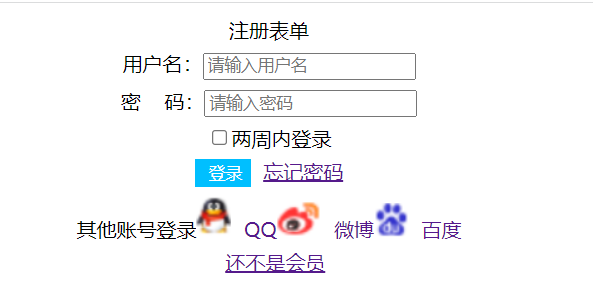 注册表单
用户名：请输入用户名
密 码：请输入密码
两周内登录
登录 忘记密码
其他账号登录 QQ 微博 百度
还不是会员